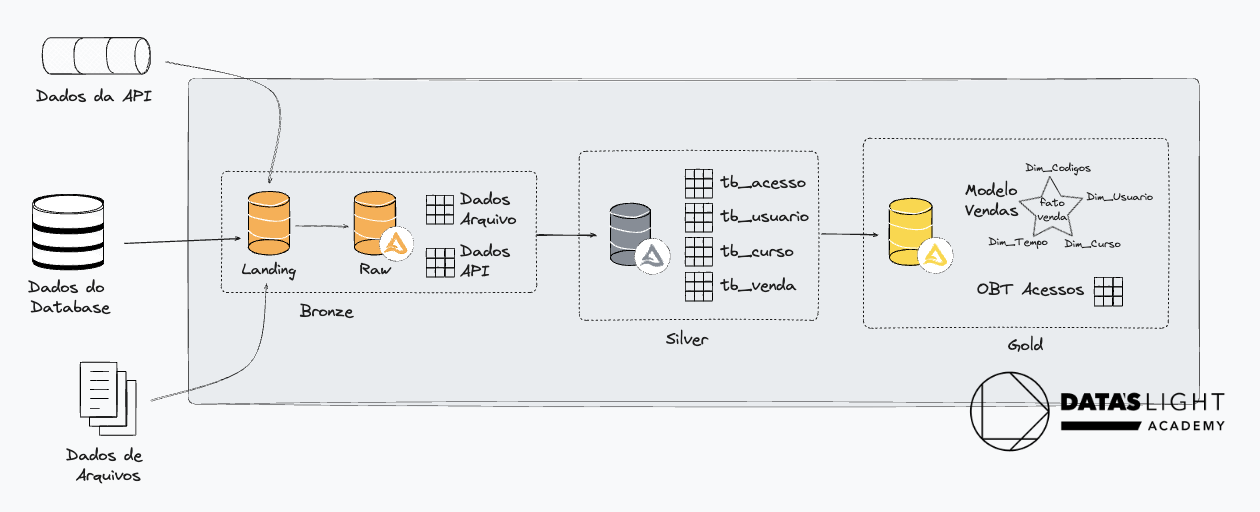 Dados da API
Dados do
Database
Dados de
Arquivos
Landing
Raw
Dados
Arquivo
Dados
API
Bronze
tb_acesso
tb_usuario
tb_curso
tb_venda
Silver
Modelo
Vendas
Dim_Codigos
Dim_Usuario
fato
venda
Dim_Tempo
Dim_Curso
OBT Acessos
Gold
DATA'S LIGHT
ACADEMY